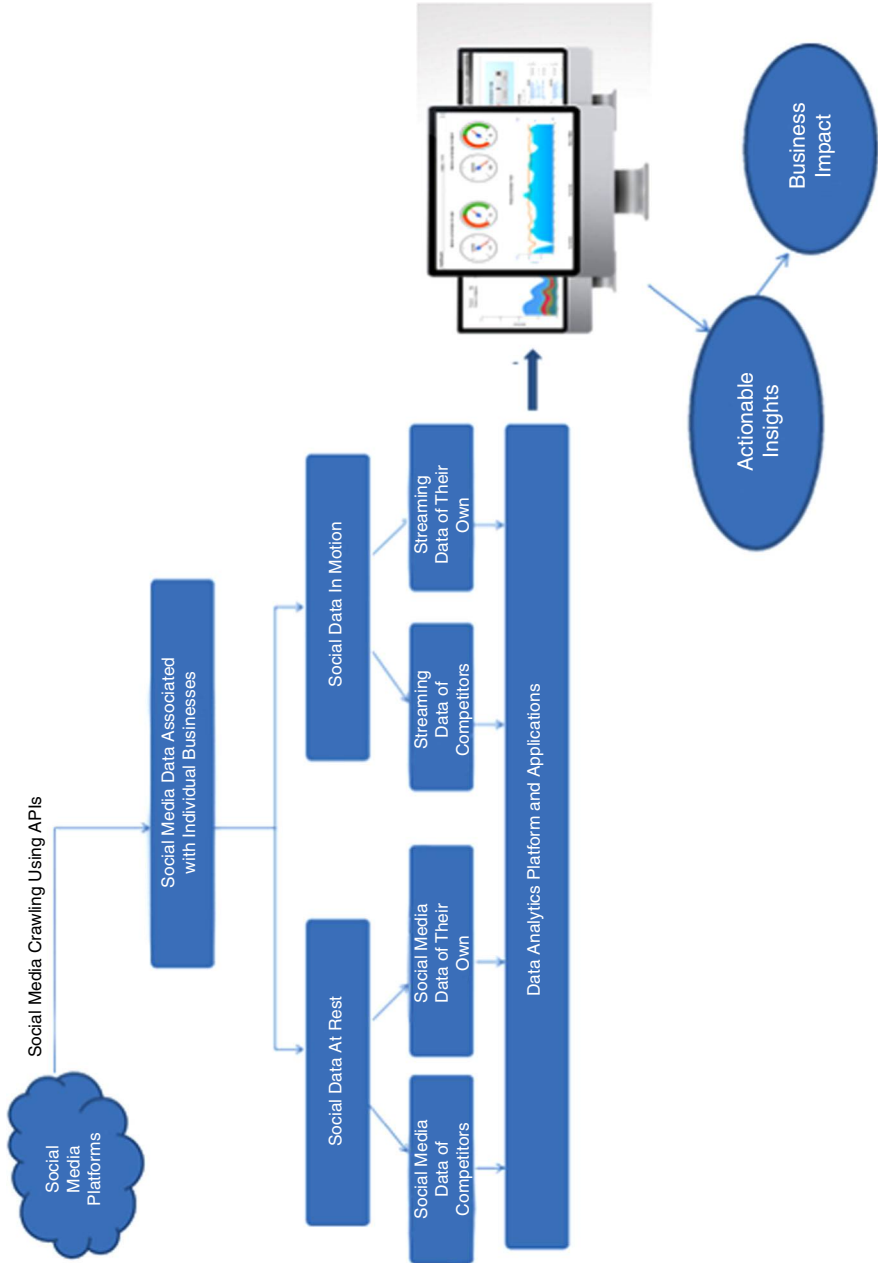 Social
Media
Platforms
Social Media Crawling Using APIs
Social Media Data Associated
with Individual Businesses
Social Data At Rest
Social Data In Motion
Social Media
Data of
Competitors
Social Media
Data of Their
Own
Streaming
Data of
Competitors
Streaming
Data of Their
Own
Data Analytics Platform and Applications
Actionable
Insights
Business
Impact